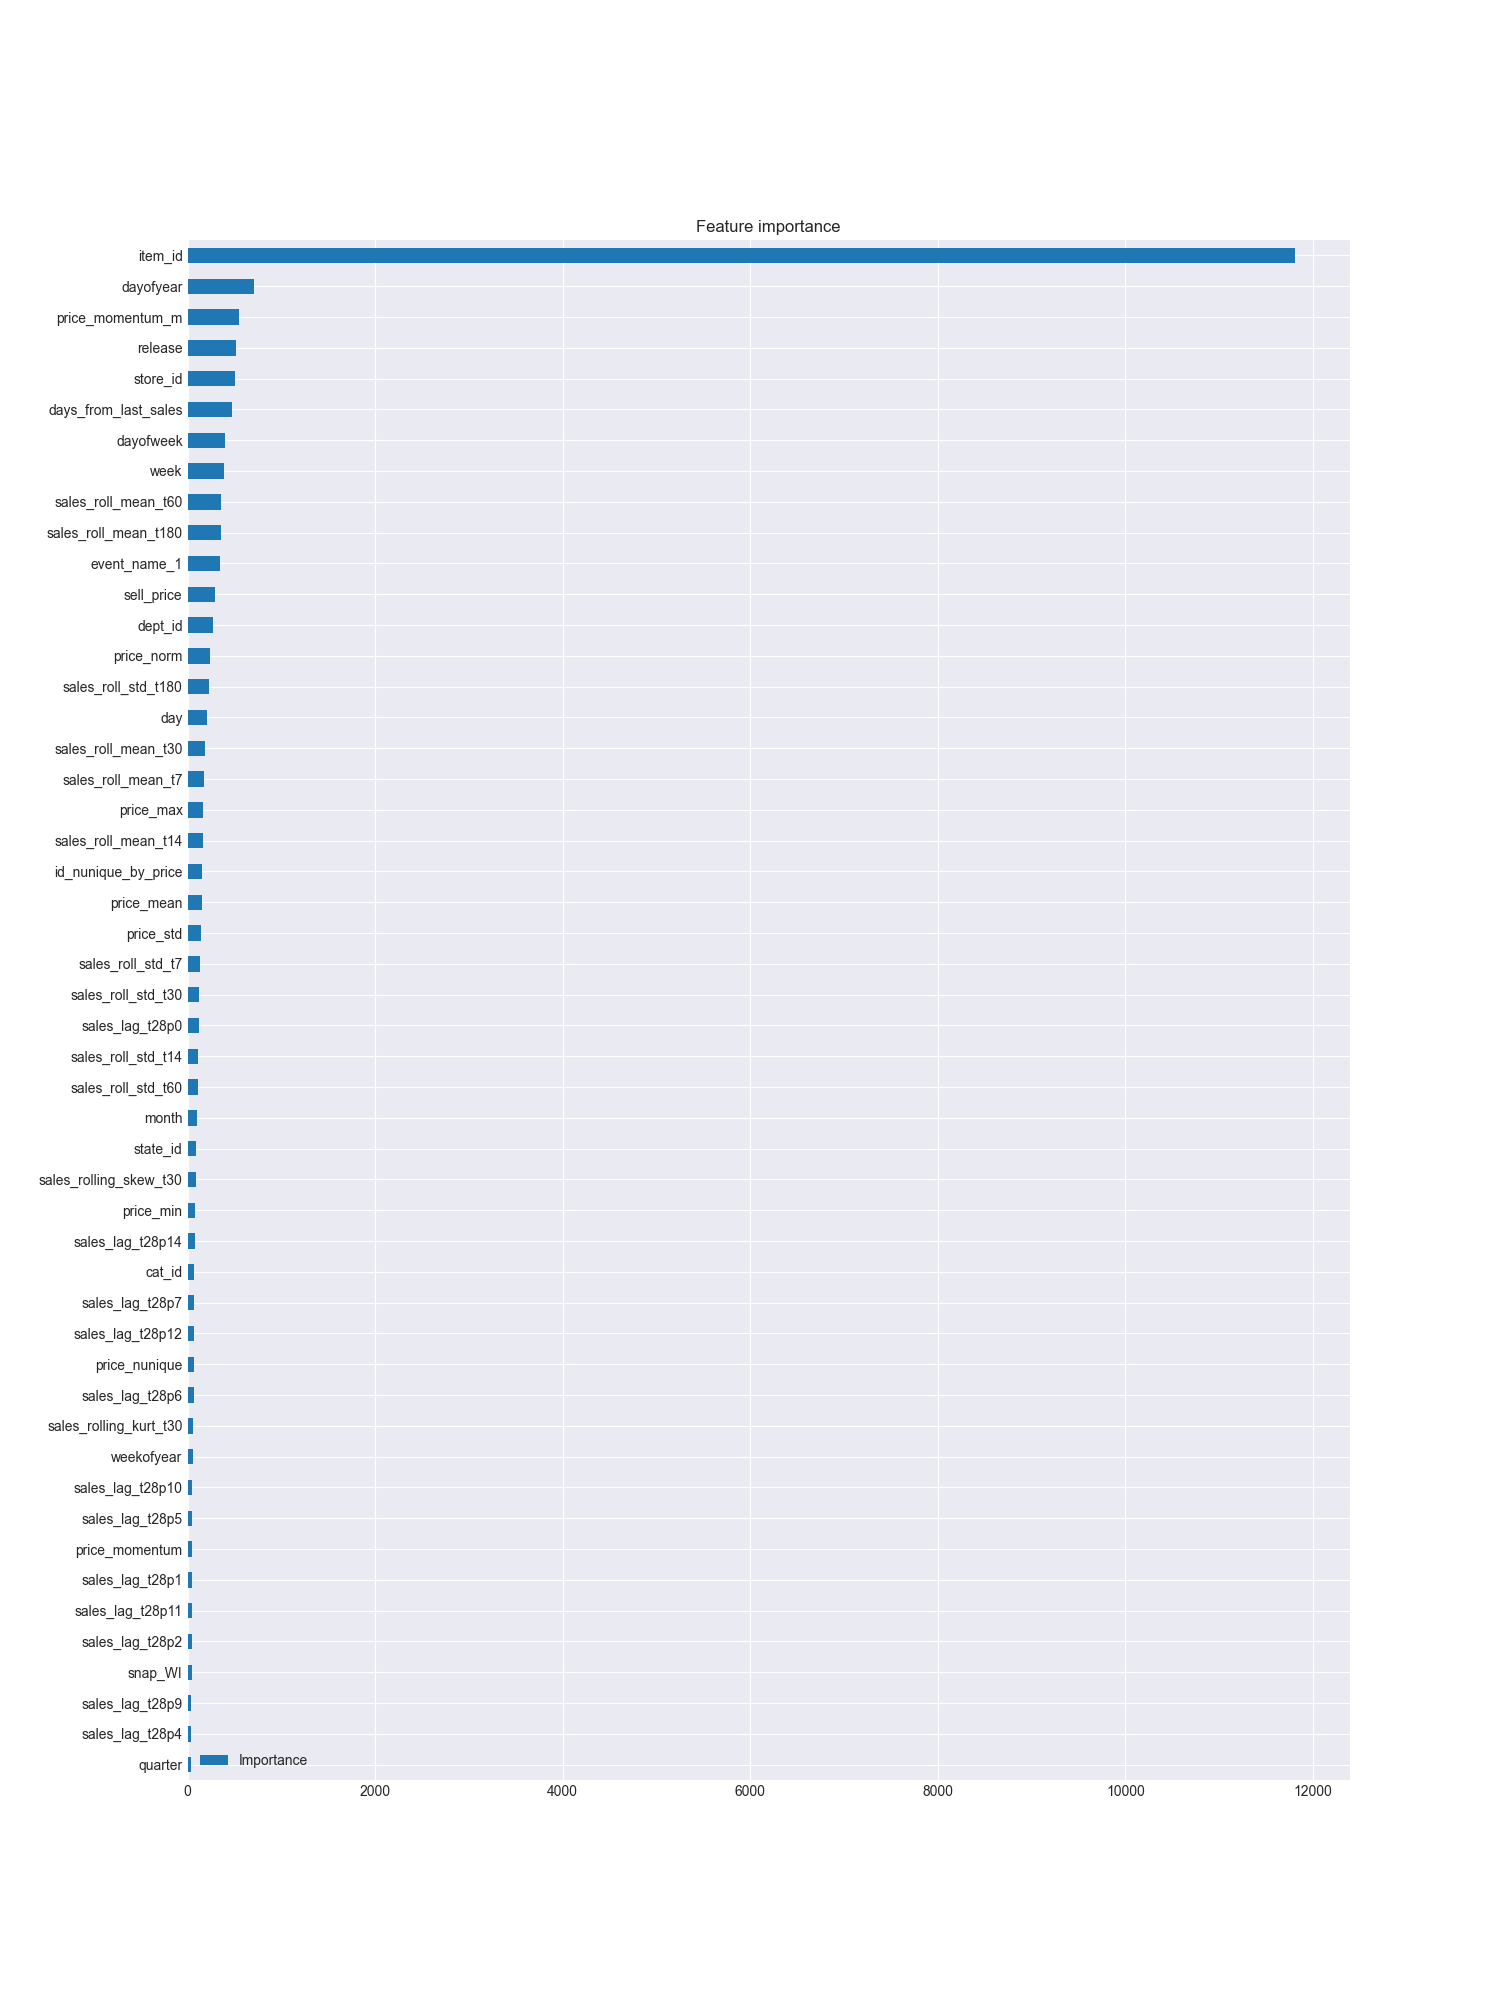 Feature importance
item_id
dayofyear
price_momentum_m
release
store_id
days_from_last_sales
dayofweek
week
sales_roll_mean_t60
sales_roll_mean_t180
event_name_1
sell_price
dept_id
price_norm
sales_roll_std_t180
day
sales_roll_mean_t30
sales_roll_mean_t7
price_max
sales_roll_mean_t14
id_nunique_by_price
price_mean
price_std
sales_roll_std_t7
sales_roll_std_t30
sales_lag_t28p0
sales_roll_std_t14
sales_roll_std_t60
month
state_id
sales_rolling_skew_t30
price_min
sales_lag_t28p14
cat_id
sales_lag_t28p7
sales_lag_t28p12
price_nunique
sales_lag_t28p6
sales_rolling_kurt_t30
weekofyear
sales_lag_t28p10
sales_lag_t28p5
price_momentum
sales_lag_t28p1
sales_lag_t28p11
sales_lag_t28p2
snap_WI
sales_lag_t28p9
sales_lag_t28p4
quarter
Importance
0 2000 4000 6000 8000 10000 12000